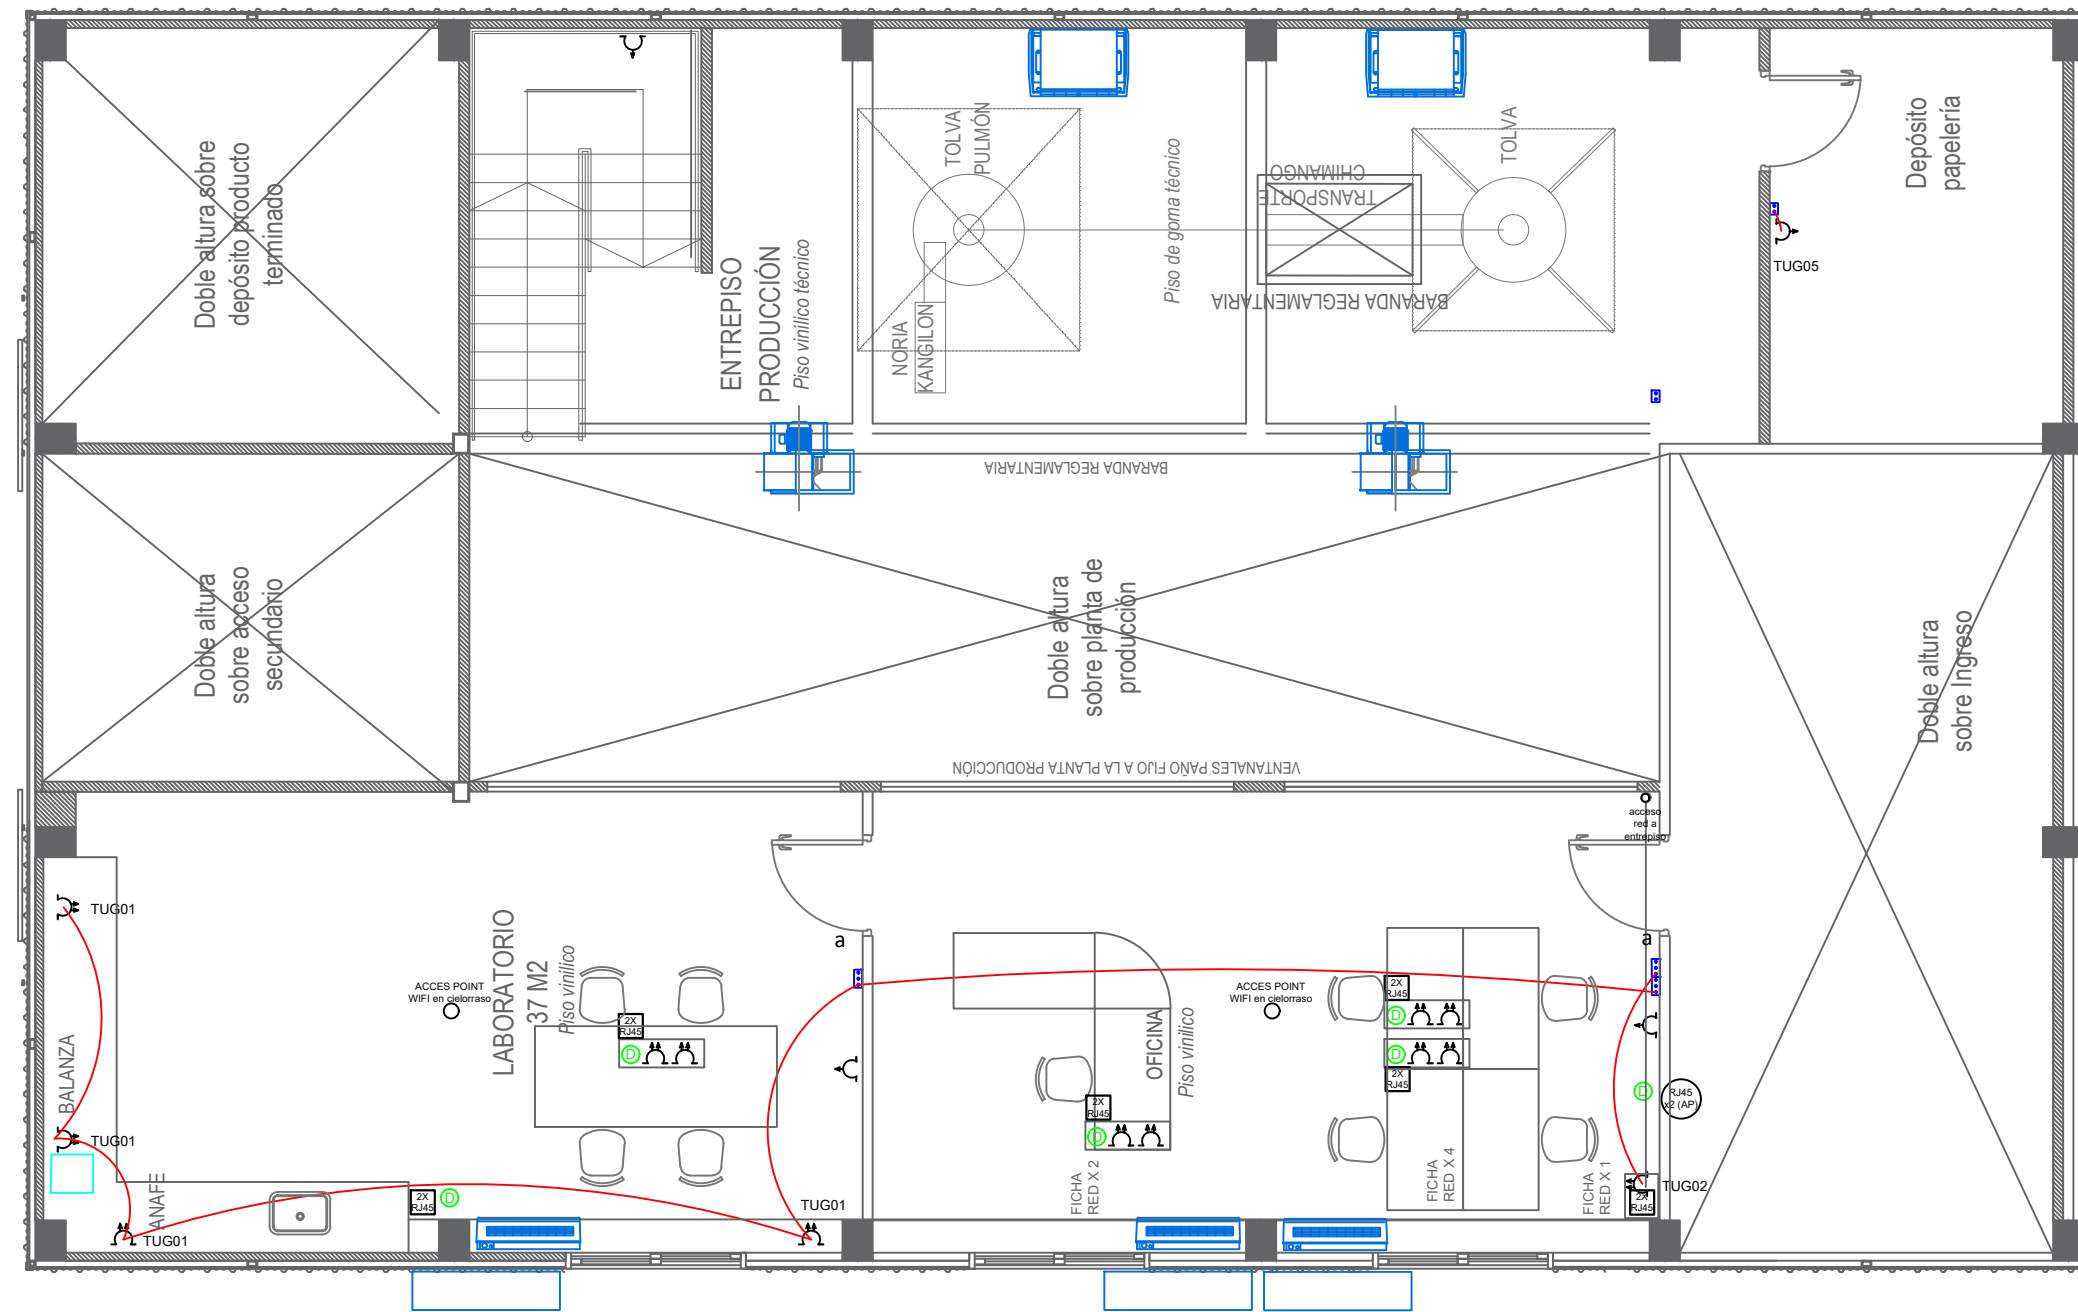 Doble altura sobre
depósito producto
terminado
ENTREPISO
PRODUCCIÓN
Piso vinílico técnico
TOLVA
PULMÓN
NORIA
KANGILON
Piso de goma técnico
TRANSPORTE
CHIMANGO
BARANDA REGLAMENTARIA
TOLVA
Depósito
papelería
TUG05
BARANDA REGLAMENTARIA
Doble altura
sobre acceso
secundario
Doble altura
sobre planta de
producción
Doble altura
sobre Ingreso
VENTANALES PAÑO FIJO A LA PLANTA PRODUCCIÓN
acceso
red a
entrepiso
TUG01
BALANZA
TUG01
ANAFE
TUG01
ACCES POINT
WIFI en cielorraso
LABORATORIO
37 M2
Piso vinílico
2X
RJ45
D
2X
RJ45
D
TUG01
a
ACCES POINT
WIFI en cielorraso
OFICINA
Piso vinílico
2X
RJ45
D
FICHA
RED X 2
2X
RJ45
D
D
2X
RJ45
FICHA
RED X 4
FICHA
RED X 1
a
D
RJ45
x2 (AP)
TUG02
2X
RJ45